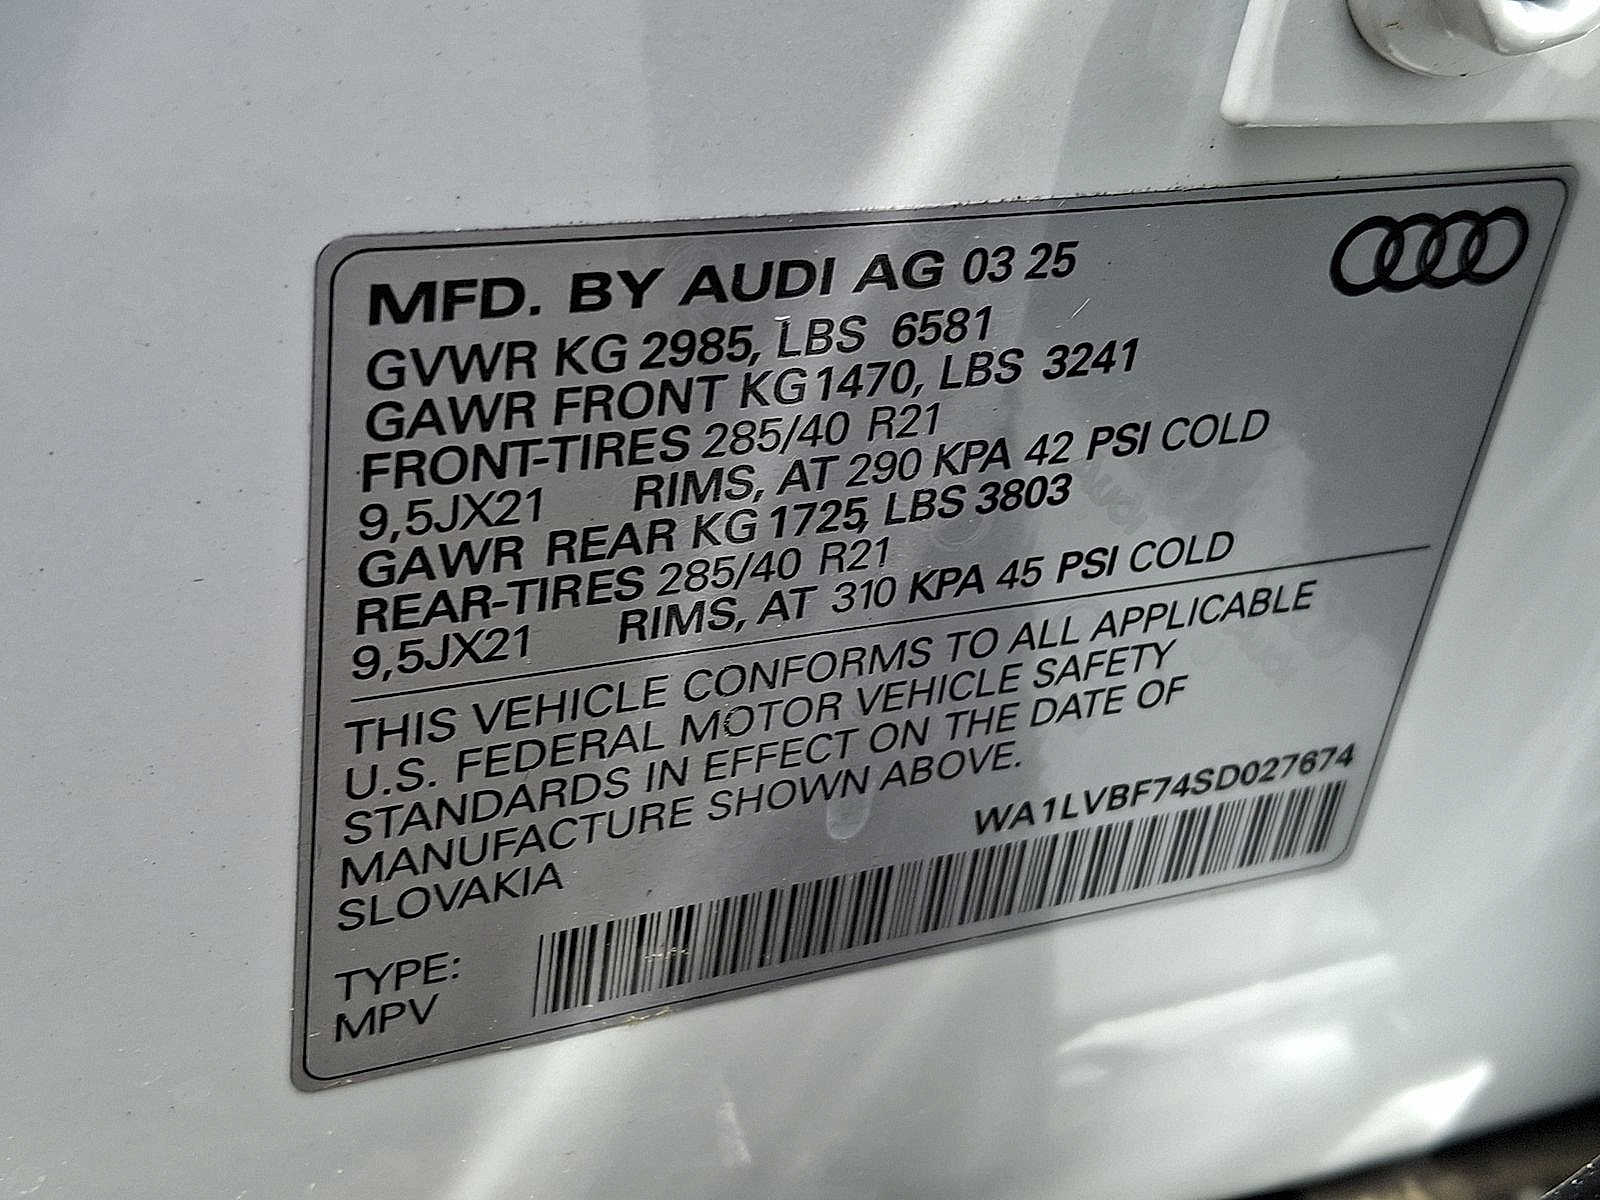 MFD. BY AUDI AG 03 25
GVWR KG 2985, LBS 6581
GAWR FRONT KG 1470, LBS 3241
FRONT-TIRES 285/40 R21
9,5JX21 RIMS, AT 290 KPA 42 PSI COLD
GAWR REAR KG 1725, LBS 3803
REAR-TIRES 285/40 R21
9,5JX21 RIMS, AT 310 KPA 45 PSI COLD
THIS VEHICLE CONFORMS TO ALL APPLICABLE
U.S. FEDERAL MOTOR VEHICLE SAFETY
STANDARDS IN EFFECT ON THE DATE OF
MANUFACTURE SHOWN ABOVE.
SLOVAKIA
WA1LVBF74SD027674
TYPE:
MPV